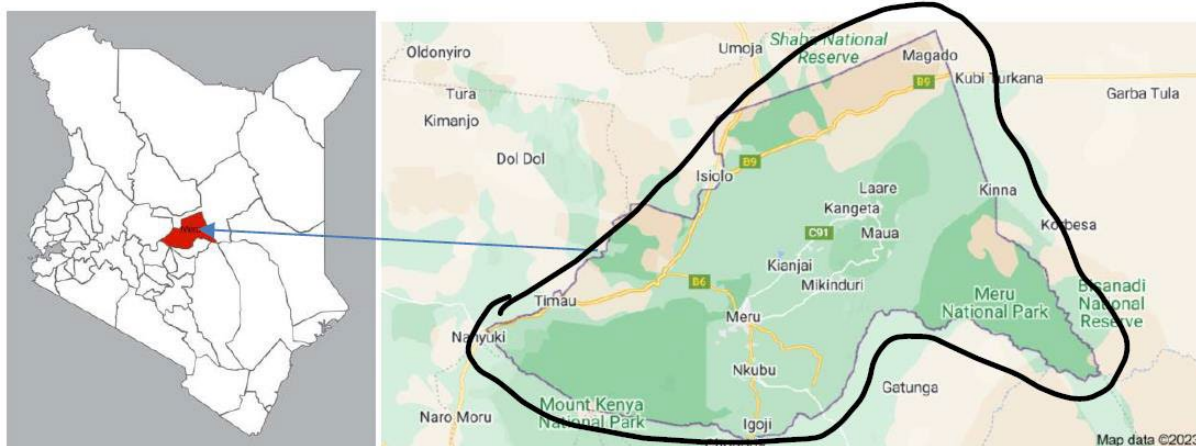 Meru
Oldonyiro
Umoja
Shaba National
Reserve
Magado
Tura
B9
Kubi Turkana
Garba Tula
Kimanjo
Dol Dol
B9
Isiolo
Laare
Kinna
Kangeta
C91
Maua
Korbesa
Kianjai
B6
Mikinduri
Timau
Meru
Meru
National Park
Bisanadi
National
Reserve
Nanyuki
Nkubu
Gatunga
Naro Moru
Mount Kenya
National Park
Igoji
Map data ©2023